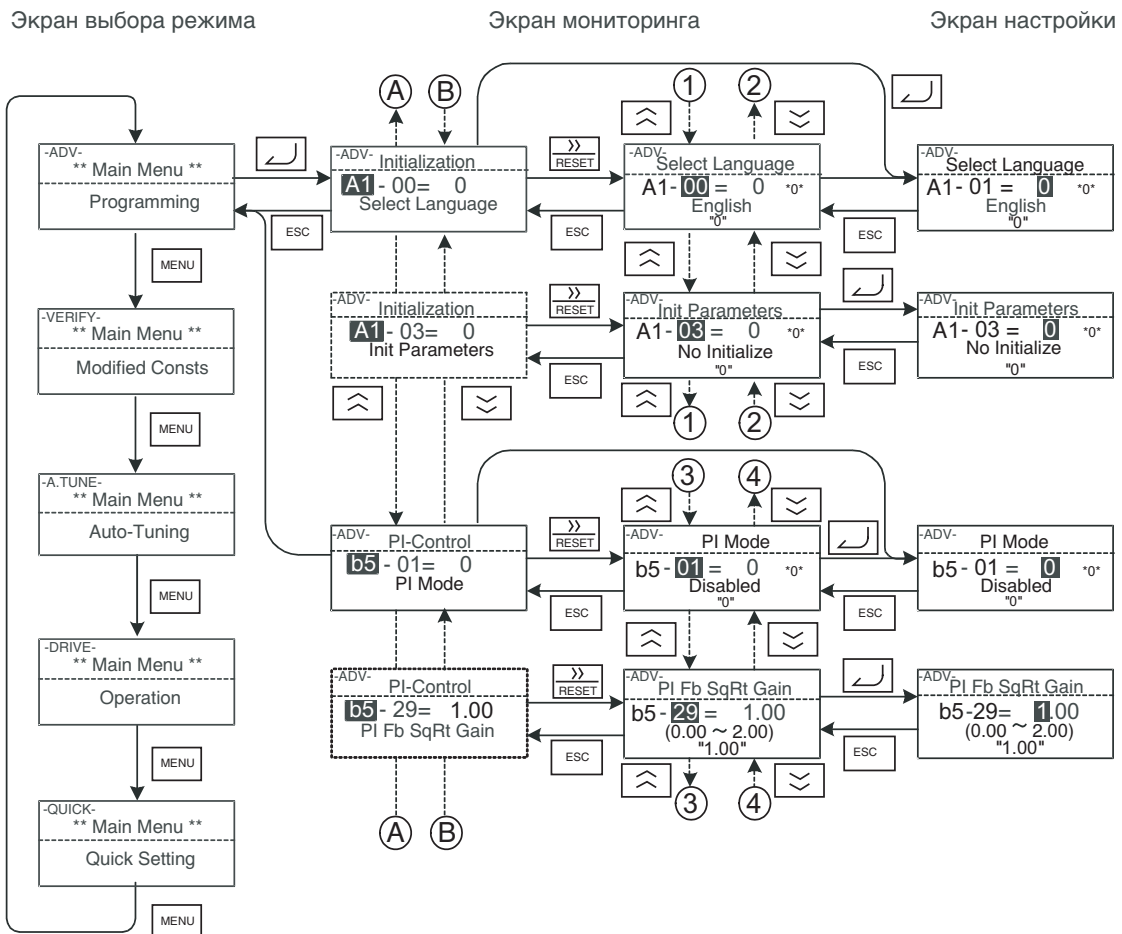 Экран выбора режима
Экран мониторинга
Экран настройки
-ADV-
** Main Menu **
Programming
MENU
-VERIFY-
** Main Menu **
Modified Consts
MENU
-A.TUNE-
** Main Menu **
Auto-Tuning
MENU
-DRIVE-
** Main Menu **
Operation
MENU
-QUICK-
** Main Menu **
Quick Setting
MENU
A
B
-ADV-
Initialization
A1 - 00= 0
Select Language
ESC
RESET
ESC
-ADV-
Initialization
A1 - 03= 0
Init Parameters
RESET
ESC
-ADV-
PI-Control
b5 - 01= 0
PI Mode
RESET
ESC
-ADV-
PI-Control
b5 - 29= 1.00
PI Fb SqRt Gain
RESET
ESC
A
B
1
2
-ADV-
Select Language
A1- 00 = 0 *0*
English
"0"
ESC
-ADV-
Init Parameters
A1- 03 = 0 *0*
No Initialize
"0"
ESC
1
2
3
4
-ADV-
PI Mode
b5 - 01 = 0 *0*
Disabled
"0"
ESC
-ADV-
PI Fb SqRt Gain
b5 - 29 = 1.00
(0.00 ~ 2.00)
"1.00"
ESC
3
4
-ADV-
Select Language
A1- 01 = 0 *0*
English
"0"
-ADV-
Init Parameters
A1- 03 = 0 *0*
No Initialize
"0"
-ADV-
PI Mode
b5 - 01 = 0 *0*
Disabled
"0"
-ADV-
PI Fb SqRt Gain
b5-29= 1.00
(0.00 ~ 2.00)
"1.00"